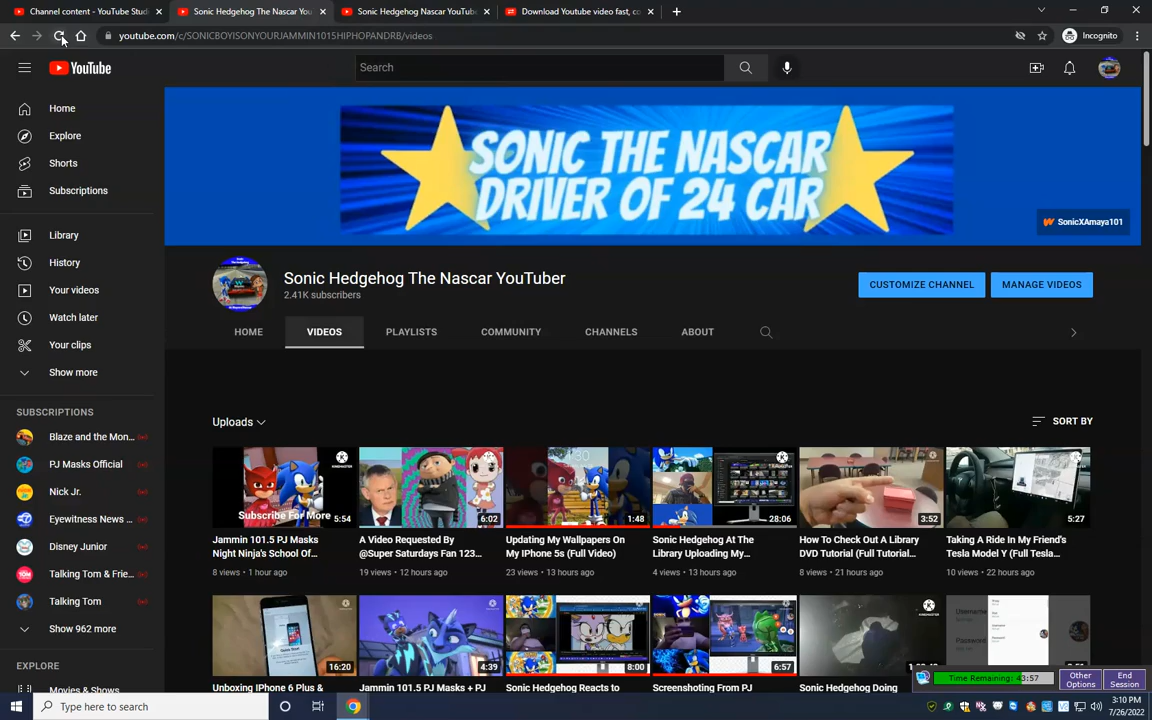 Channel content - YouTube Studi
Sonic Hedgehog The Nascar You
Sonic Hedgehog Nascar YouTube
Download Youtube video fast, co
youtube.com/c/SONICBOYISONYOURJAMMIN1015HIPHOPANDRB/videos
Incognito
YouTube
Search
Home
Explore
Shorts
Subscriptions
Library
History
Your videos
Watch later
Your clips
Show more
SUBSCRIPTIONS
Blaze and the Mon...
PJ Masks Official
Nick Jr.
Eyewitness News ...
Disney Junior
Talking Tom & Frie...
Talking Tom
Show 962 more
EXPLORE
Movies & Shows
SONIC THE NASCAR
DRIVER OF 24 CAR
SonicXAmaya101
Sonic Hedgehog The Nascar YouTuber
2.41K subscribers
CUSTOMIZE CHANNEL
MANAGE VIDEOS
HOME
VIDEOS
PLAYLISTS
COMMUNITY
CHANNELS
ABOUT
Uploads
SORT BY
Subscribe For More
5:54
6:02
1:48
28:06
3:52
5:27
Jammin 101.5 PJ Masks
Night Ninja's School Of...
8 views • 1 hour ago
A Video Requested By
@Super Saturdays Fan 123...
19 views • 12 hours ago
Updating My Wallpapers On
My IPhone 5s (Full Video)
23 views • 13 hours ago
Sonic Hedgehog At The
Library Uploading My...
4 views • 13 hours ago
How To Check Out A Library
DVD Tutorial (Full Tutorial...
8 views • 21 hours ago
Taking A Ride In My Friend's
Tesla Model Y (Full Tesla...
10 views • 22 hours ago
16:20
4:39
8:00
6:57
Unboxing IPhone 6 Plus &
Jammin 101.5 PJ Masks + PJ
Sonic Hedgehog Reacts to
Screenshoting From PJ
Sonic Hedgehog Doing
Time Remaining: 43:57
Other
Options
End
Session
Type here to search
3:10 PM
7/26/2022